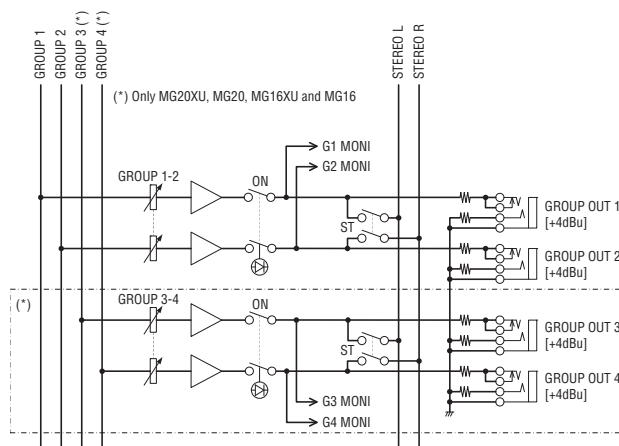 GROUP 1
GROUP 2
GROUP 3 (*)
GROUP 4 (*)
STEREO L
STEREO R
(*) Only MG20XU, MG20, MG16XU and MG16
G1 MONI
G2 MONI
GROUP 1-2
ON
ST
GROUP OUT 1
[+4dBu]
GROUP OUT 2
[+4dBu]
(*)
GROUP 3-4
ON
ST
GROUP OUT 3
[+4dBu]
GROUP OUT 4
[+4dBu]
G3 MONI
G4 MONI